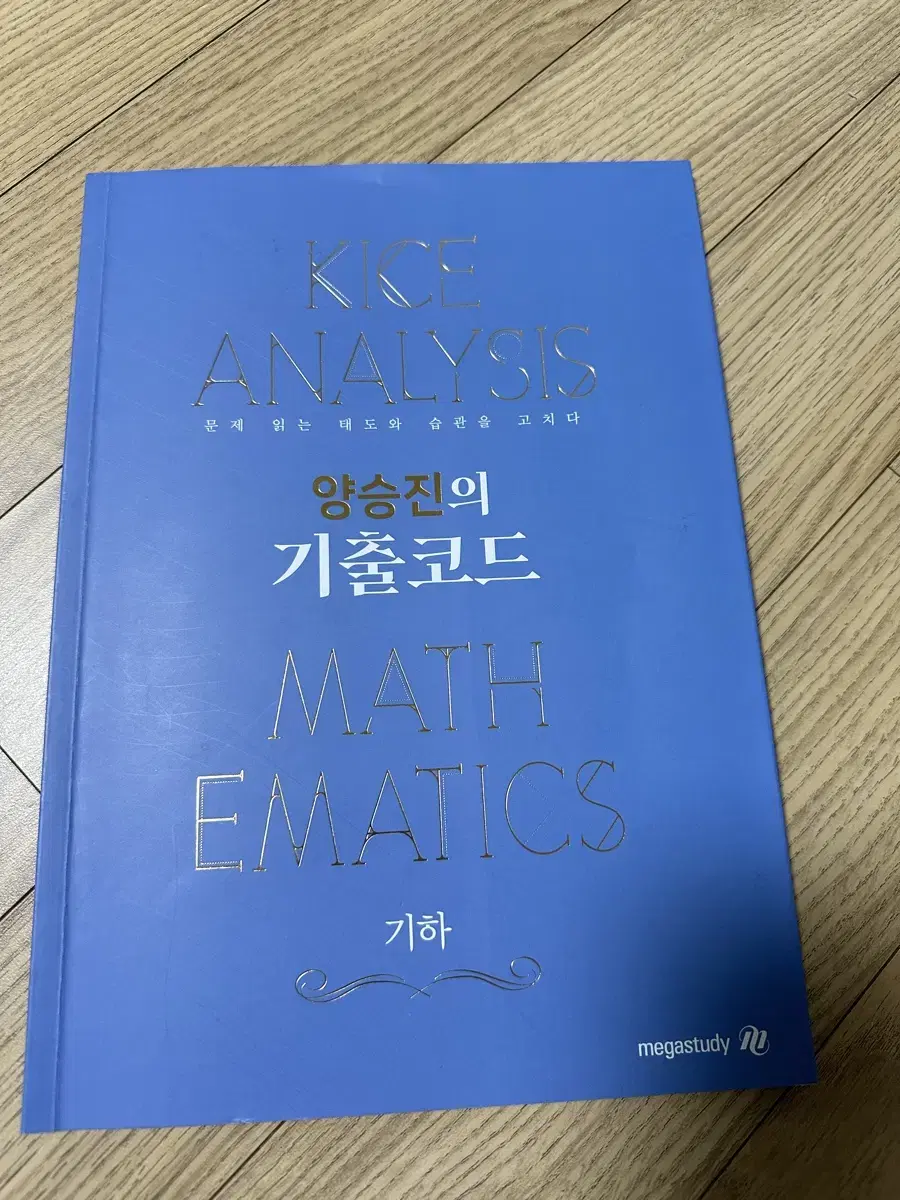 KICE
ANALYSIS
문제 읽는 태도와 습관을 고치다
양승진의
기출코드
MATH
EMATICS
기하
megastudy